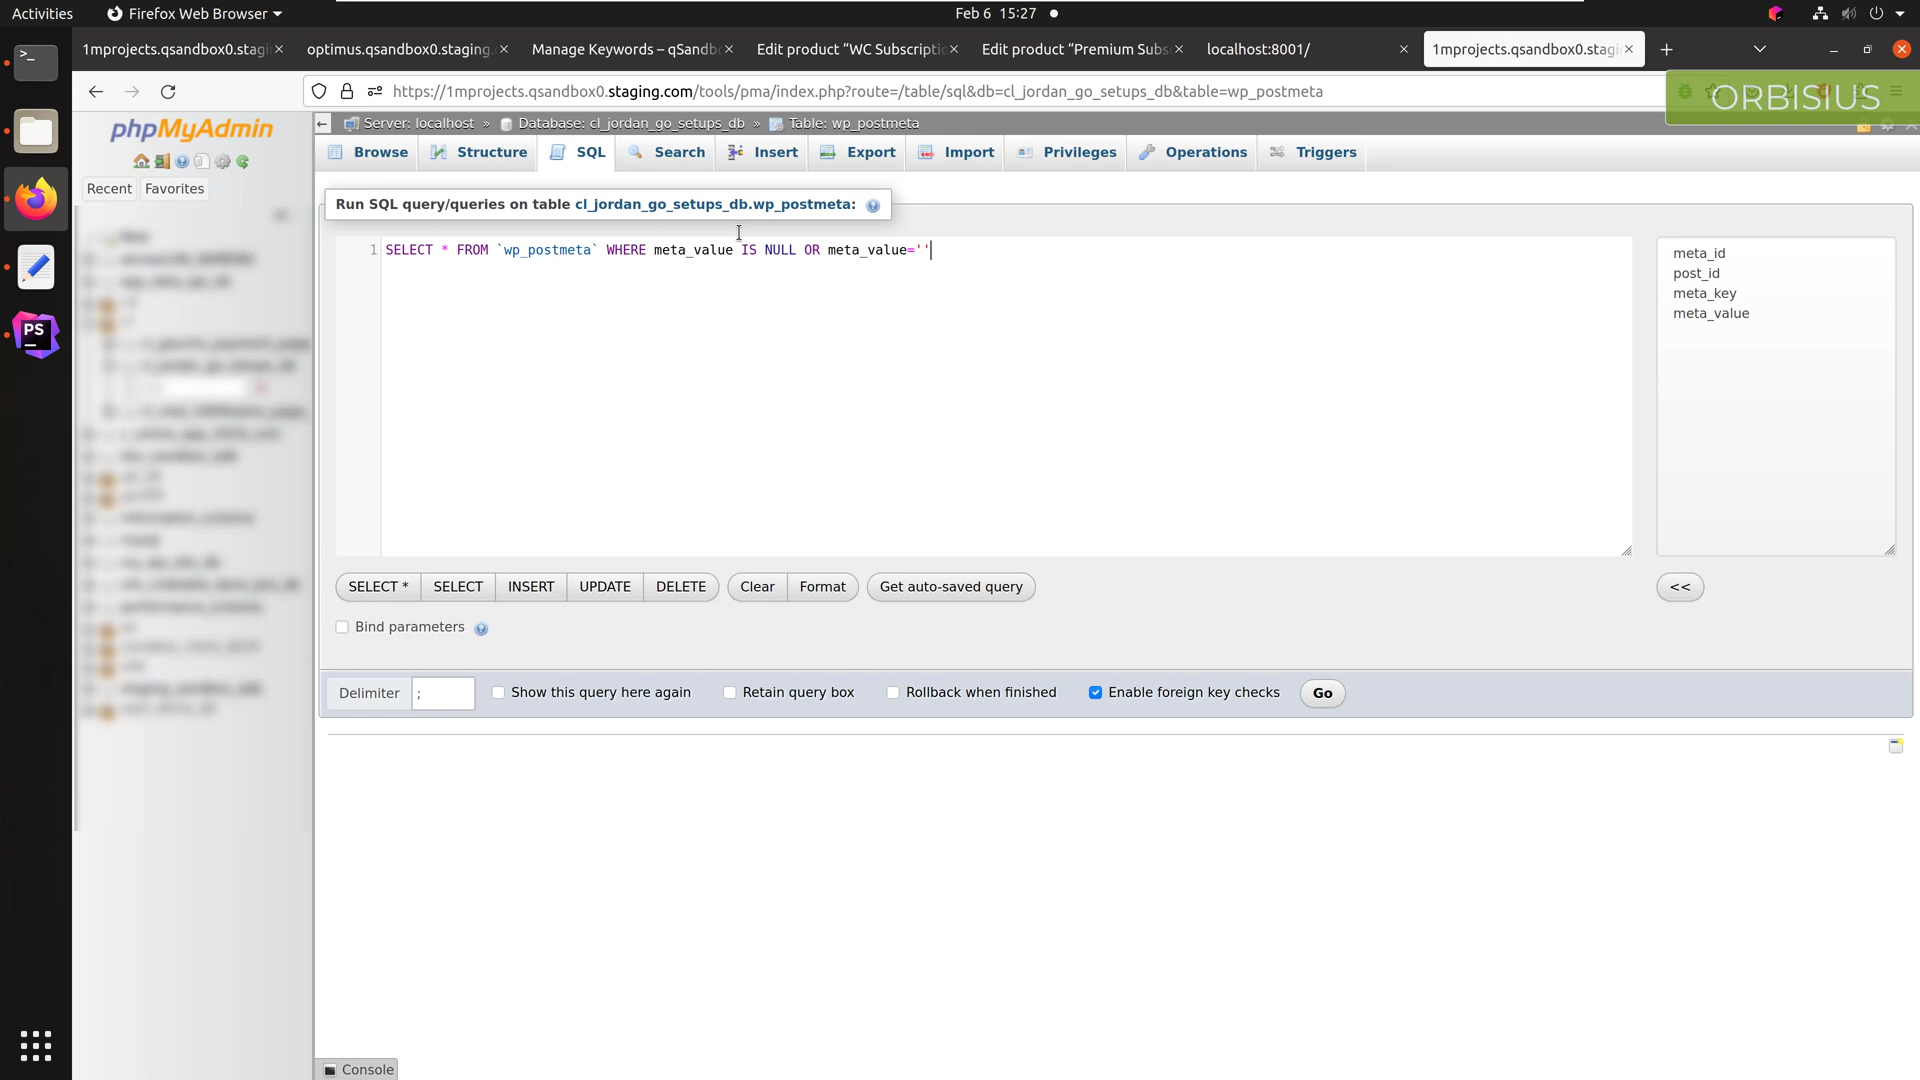 Activities
Firefox Web Browser
Feb 6 15:27
1mprojects.qsandbox0.stagi
optimus.qsandbox0.staging.
Manage Keywords – qSandb
Edit product “WC Subscriptio
Edit product “Premium Subs
localhost:8001/
1mprojects.qsandbox0.stagi
https://1mprojects.qsandbox0.staging.com/tools/pma/index.php?route=/table/sql&db=cl_jordan_go_setups_db&table=wp_postmeta
ORBISIUS
phpMyAdmin
Recent
Favorites
Server: localhost » Database: cl_jordan_go_setups_db » Table: wp_postmeta
Browse
Structure
SQL
Search
Insert
Export
Import
Privileges
Operations
Triggers
Run SQL query/queries on table cl_jordan_go_setups_db.wp_postmeta:
1 SELECT * FROM `wp_postmeta` WHERE meta_value IS NULL OR meta_value=''
meta_id
post_id
meta_key
meta_value
SELECT *
SELECT
INSERT
UPDATE
DELETE
Clear
Format
Get auto-saved query
<<
Bind parameters
Delimiter
;
Show this query here again
Retain query box
Rollback when finished
Enable foreign key checks
Go
Console
PS